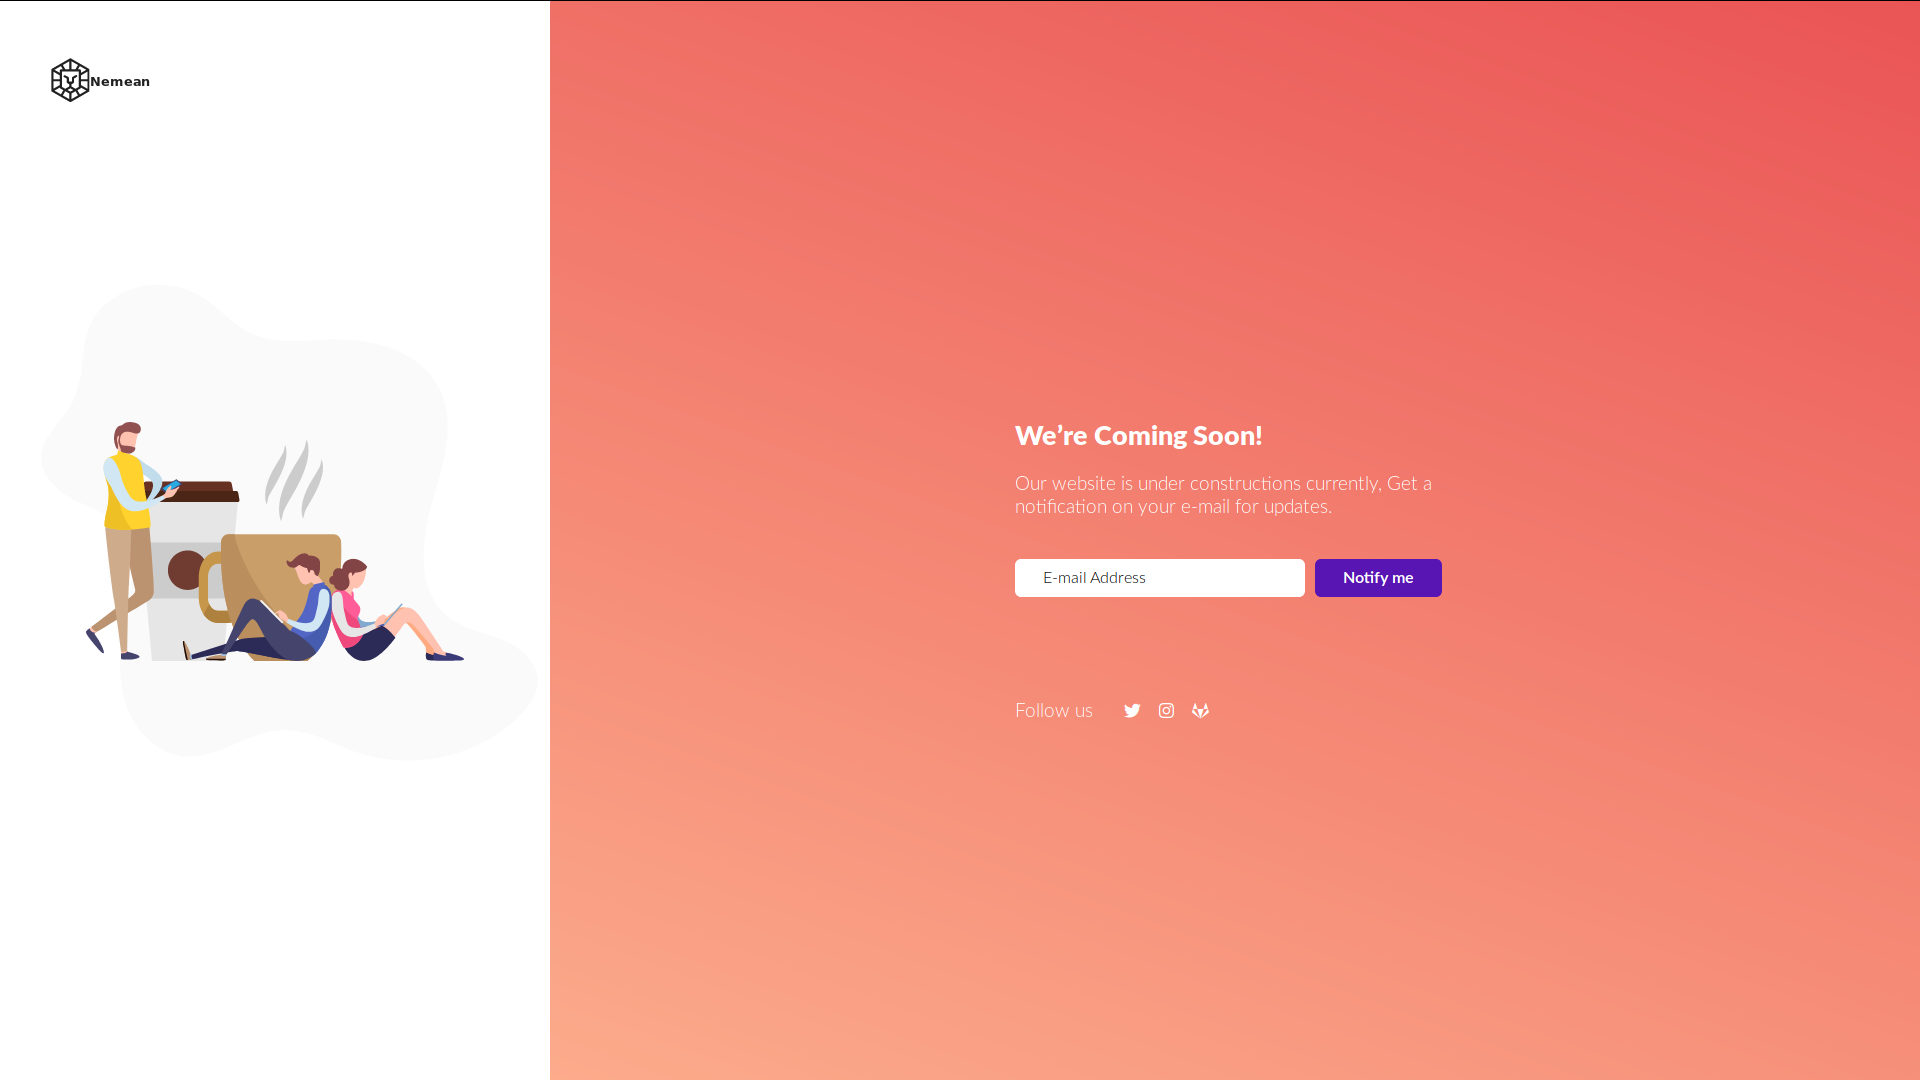 Nemean
We’re Coming Soon!
Our website is under constructions currently, Get a
notification on your e-mail for updates.
E-mail Address
Notify me
Follow us